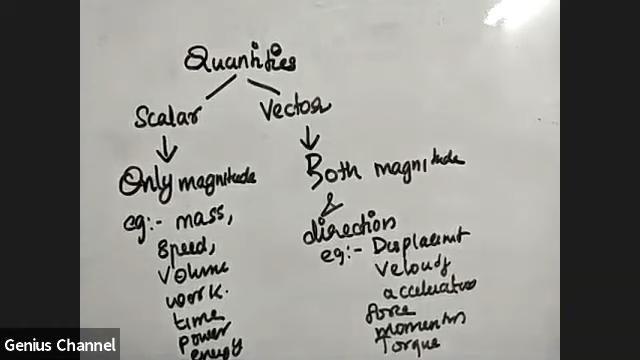 Quantities
Scalar
Vector
Only magnitude
Both magnitude
&
direction
eg:- mass,
speed,
volume
work.
time
power
energy
eg:- Displacement
Velocity
acceleration
force
momentum
Torque
Genius Channel